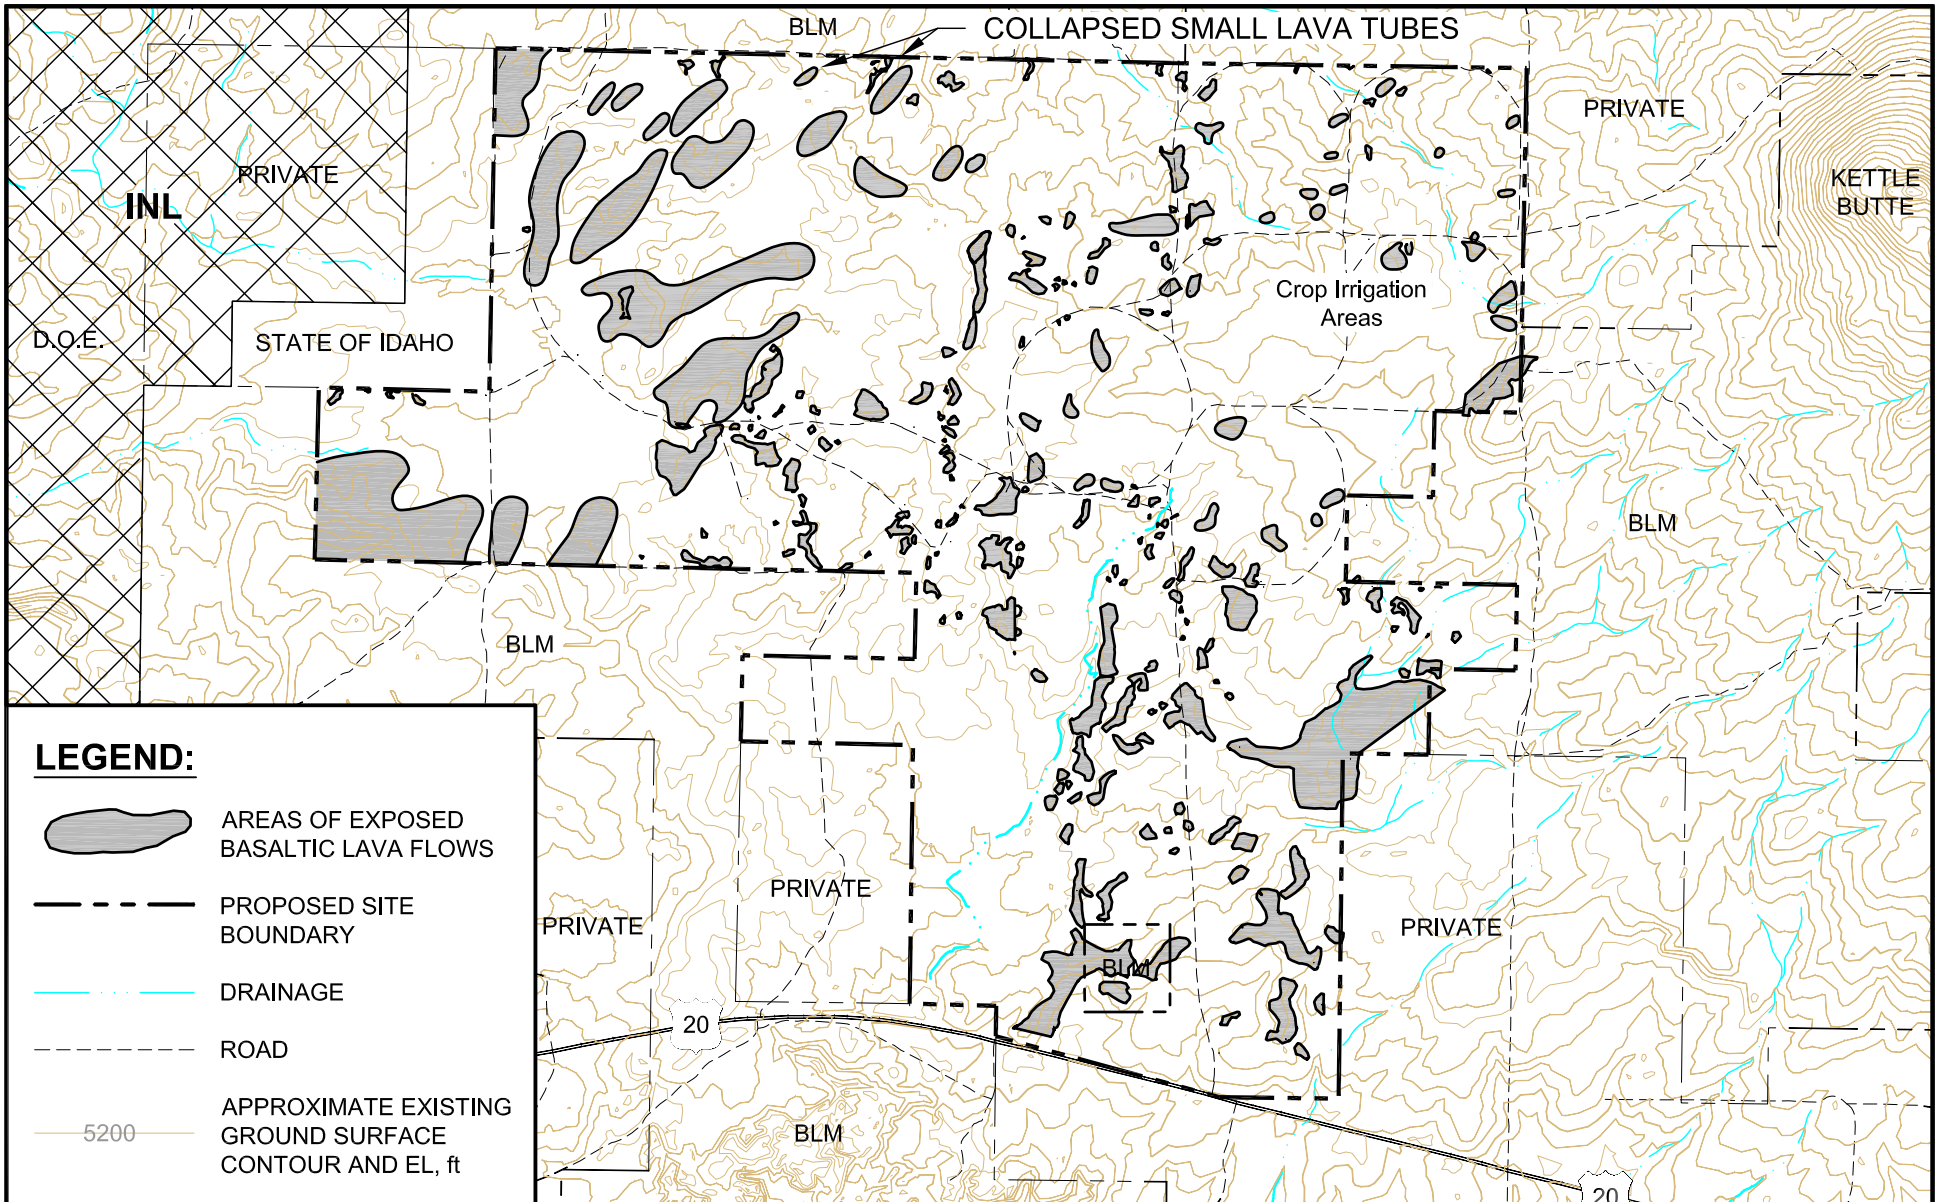 BLM
COLLAPSED SMALL LAVA TUBES
PRIVATE
KETTLE
BUTTE
PRIVATE
INL
Crop Irrigation
Areas
D.O.E.
STATE OF IDAHO
BLM
BLM
LEGEND:
AREAS OF EXPOSED
BASALTIC LAVA FLOWS
PROPOSED SITE
BOUNDARY
DRAINAGE
ROAD
5200
APPROXIMATE EXISTING
GROUND SURFACE
CONTOUR AND EL, ft
PRIVATE
PRIVATE
PRIVATE
BLM
20
BLM
20